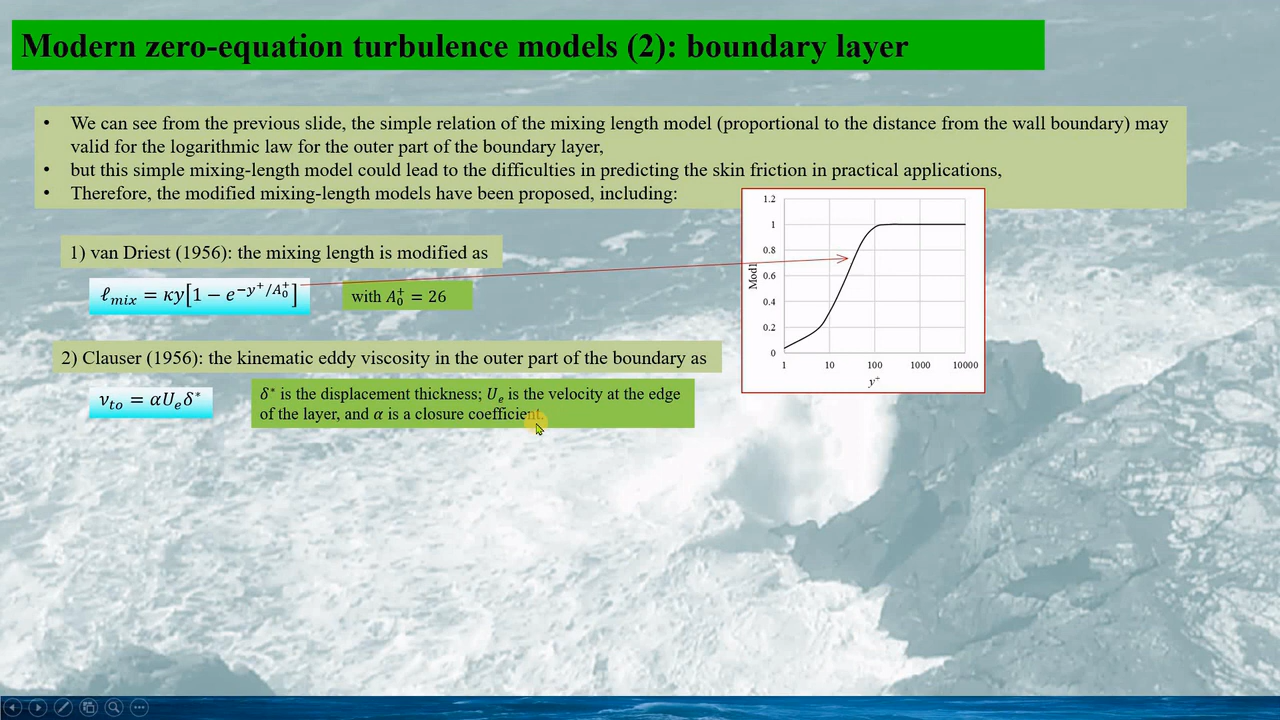 Modern zero-equation turbulence models (2): boundary layer
• We can see from the previous slide, the simple relation of the mixing length model (proportional to the distance from the wall boundary) may
valid for the logarithmic law for the outer part of the boundary layer,
• but this simple mixing-length model could lead to the difficulties in predicting the skin friction in practical applications,
• Therefore, the modified mixing-length models have been proposed, including:
1) van Driest (1956): the mixing length is modified as
ℓ_mix = κy[1 − e^(−y⁺/A₀⁺)]
with A₀⁺ = 26
1.2
1
0.8
0.6
0.4
0.2
0
Mod1
1 10 100 1000 10000
y⁺
2) Clauser (1956): the kinematic eddy viscosity in the outer part of the boundary as
ν_to = αU_eδ*
δ* is the displacement thickness; U_e is the velocity at the edge
of the layer, and α is a closure coefficient.